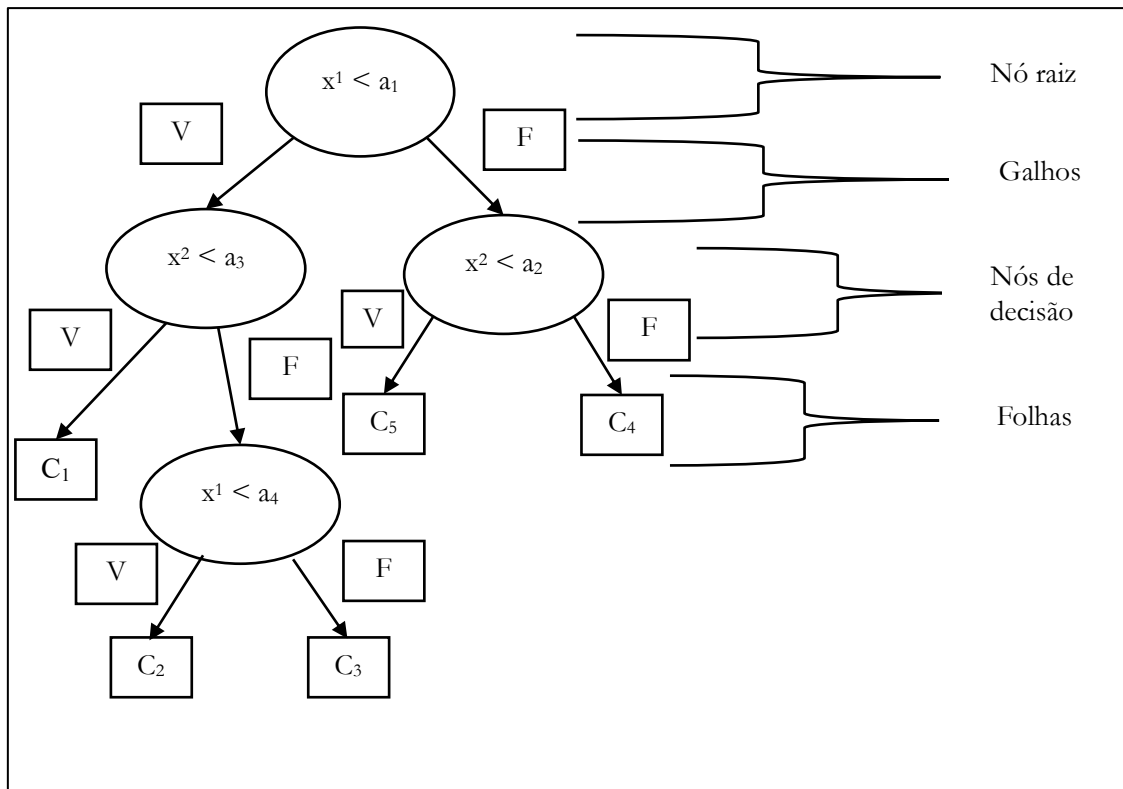 x¹ < a₁
Nó raiz
V
F
Galhos
x² < a₃
x² < a₂
Nós de
decisão
V
F
V
F
C₁
C₅
C₄
Folhas
x¹ < a₄
V
F
C₂
C₃